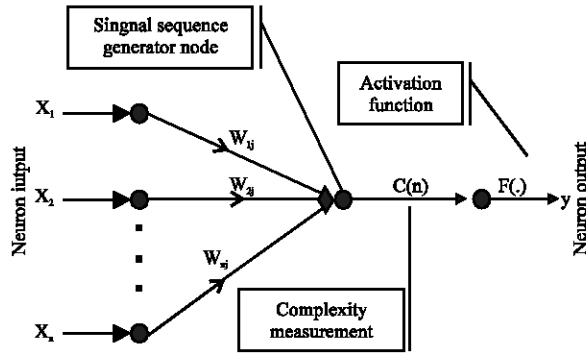 Singnal sequence
generator node
Activation
function
X1
W1j
Neuron iutput
X2
W2j
C(n)
F(.)
y
Neuron output
Wnj
Complexity
measurement
Xn